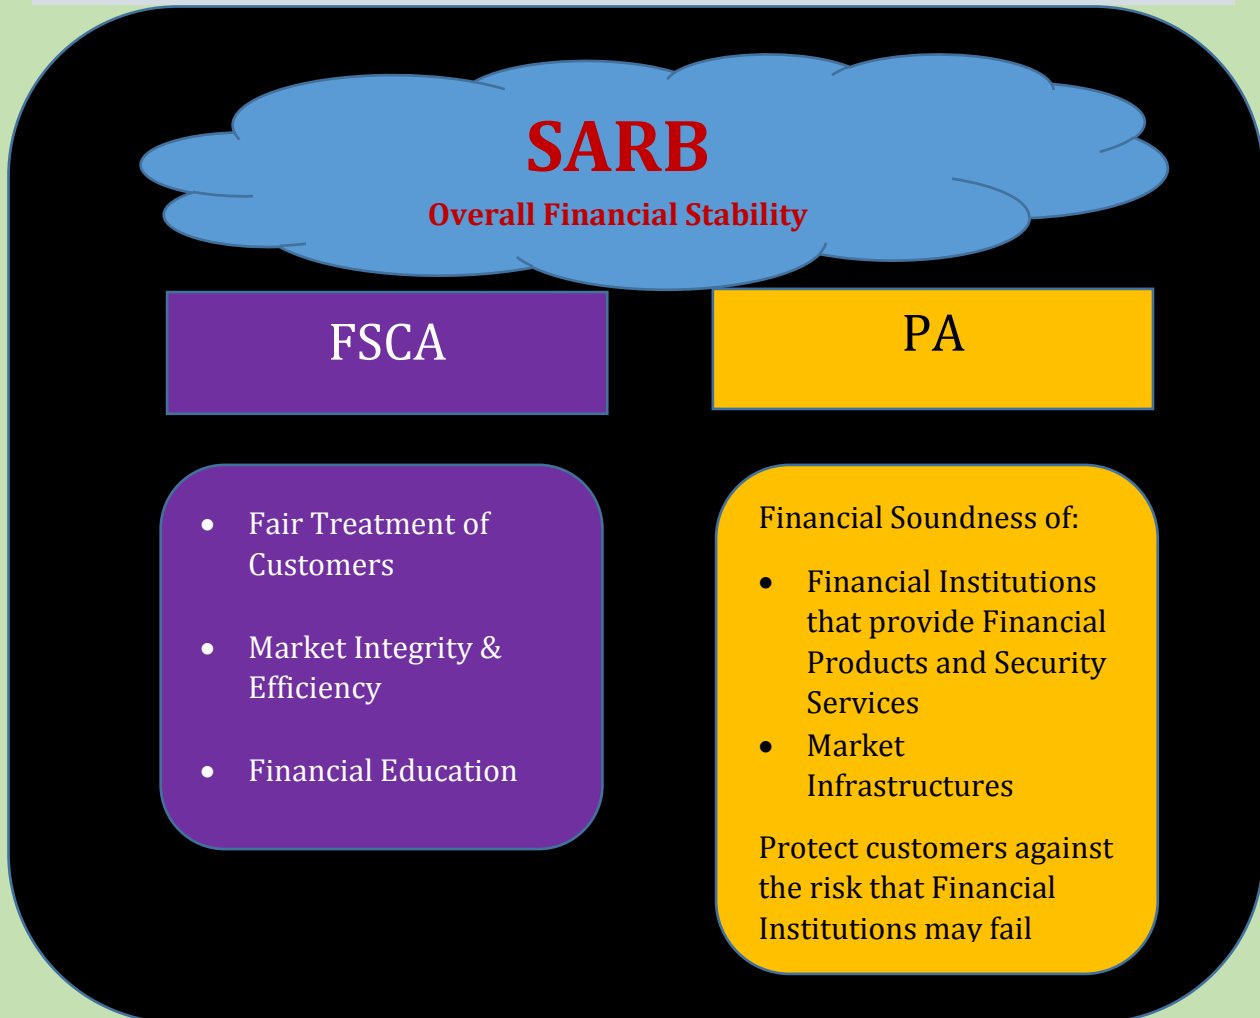 SARB
Overall Financial Stability
FSCA
PA
• Fair Treatment of
Customers
• Market Integrity &
Efficiency
• Financial Education
Financial Soundness of:
• Financial Institutions
that provide Financial
Products and Security
Services
• Market
Infrastructures
Protect customers against
the risk that Financial
Institutions may fail